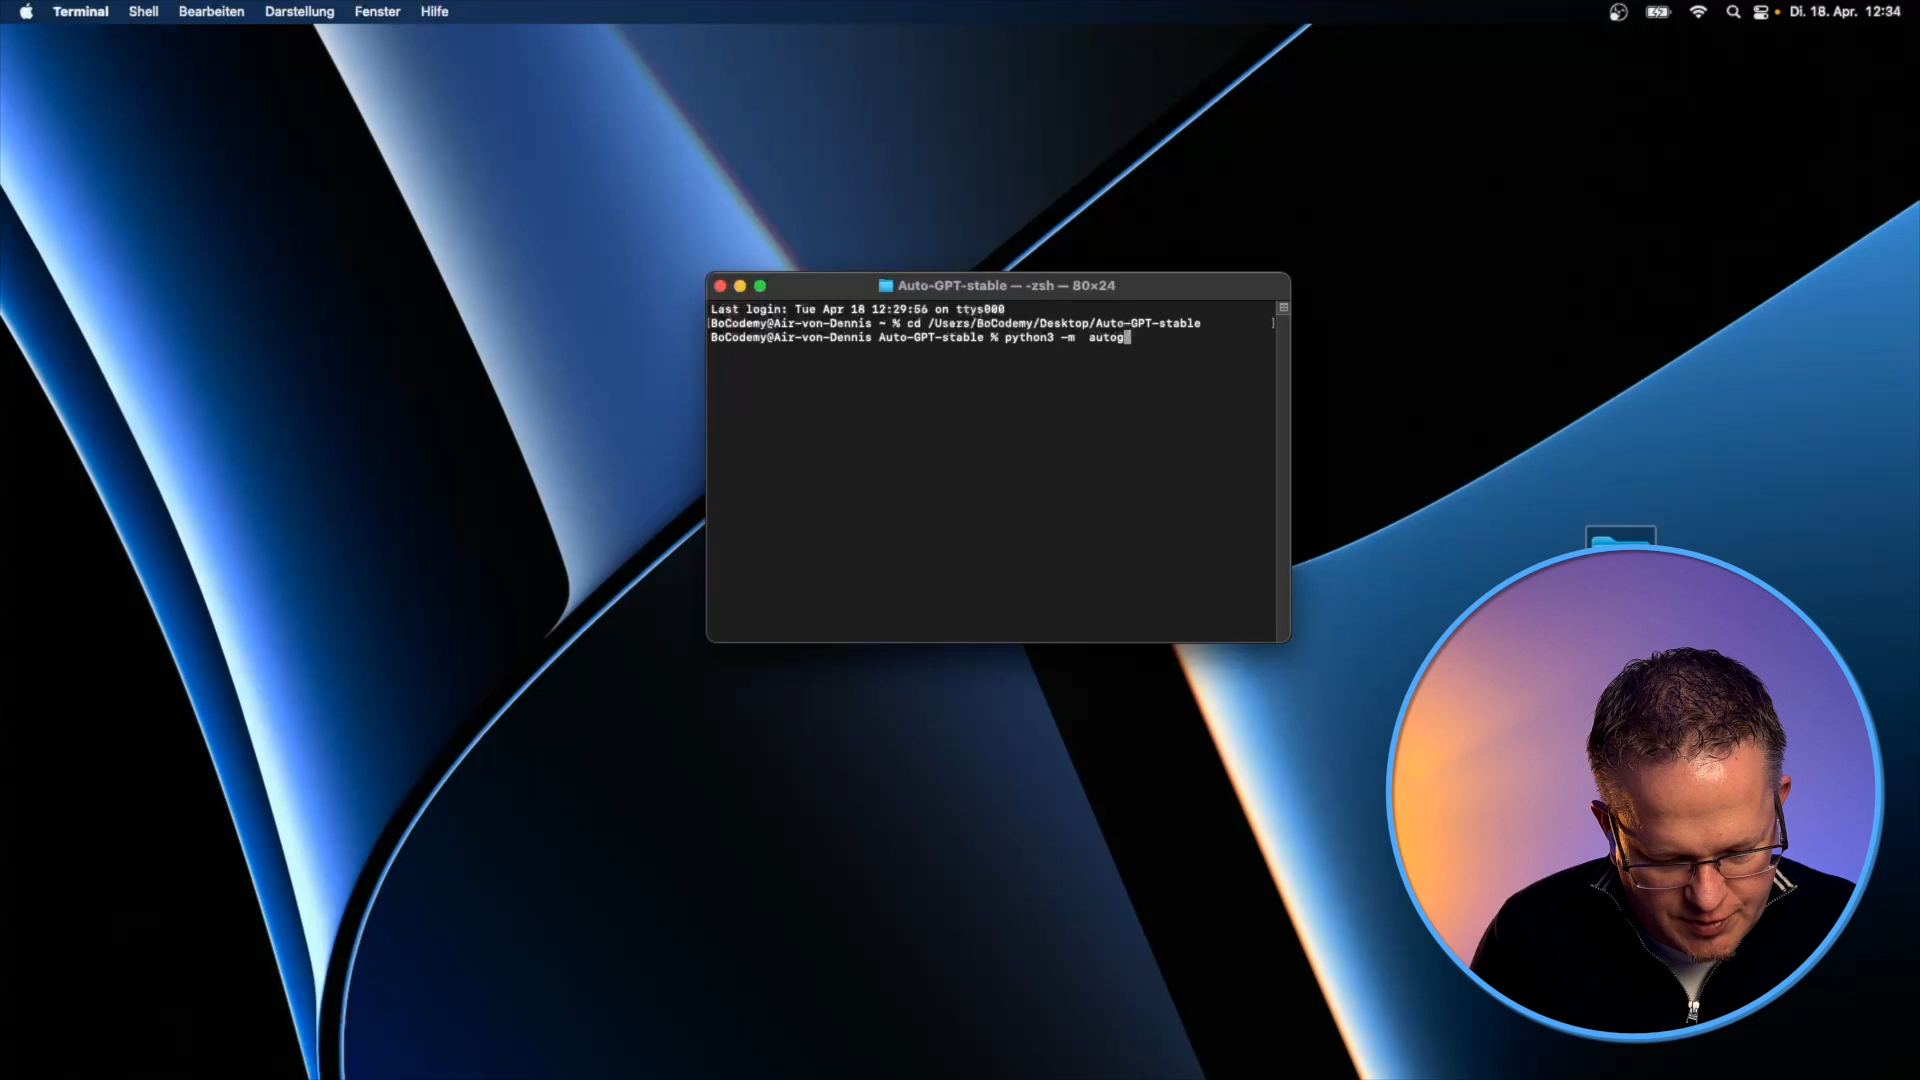 Terminal Shell Bearbeiten Darstellung Fenster Hilfe Di. 18. Apr. 12:34
Auto-GPT-stable — -zsh — 80×24
Last login: Tue Apr 18 12:29:56 on ttys000
[BoCodemy@Air-von-Dennis ~ % cd /Users/BoCodemy/Desktop/Auto-GPT-stable ]
BoCodemy@Air-von-Dennis Auto-GPT-stable % python3 -m  autog